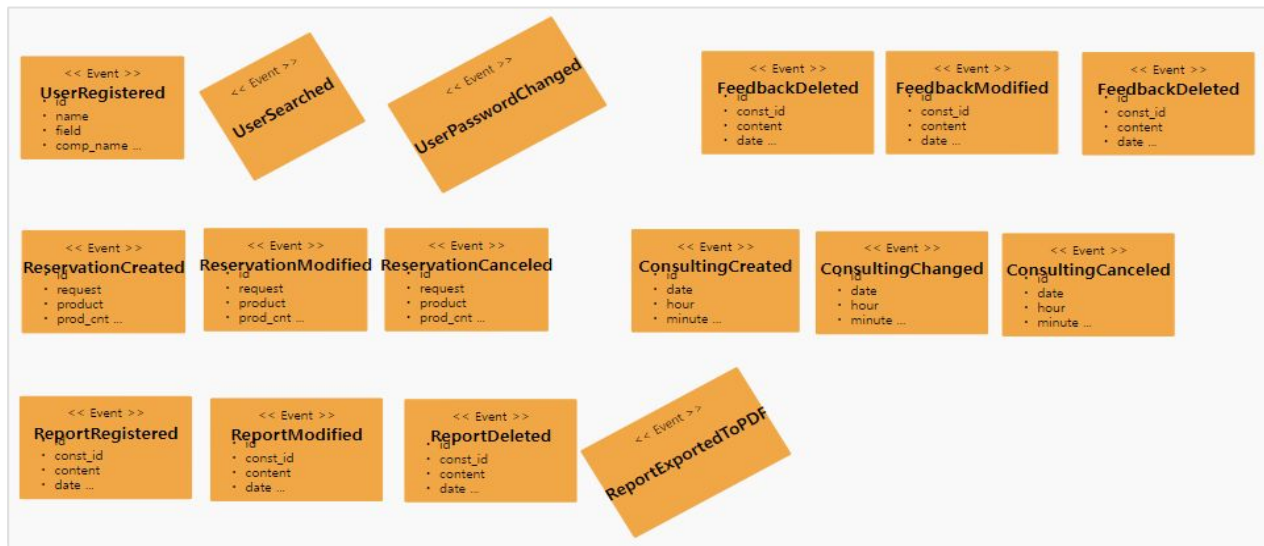 << Event >>
UserRegistered
• id
• name
• field
• comp_name ...
<< Event >>
UserSearched
<< Event >>
UserPasswordChanged
<< Event >>
FeedbackDeleted
• id
• const_id
• content
• date ...
<< Event >>
FeedbackModified
• id
• const_id
• content
• date ...
<< Event >>
FeedbackDeleted
• id
• const_id
• content
• date ...
<< Event >>
ReservationCreated
• id
• request
• product
• prod_cnt ...
<< Event >>
ReservationModified
• id
• request
• product
• prod_cnt ...
<< Event >>
ReservationCanceled
• id
• request
• product
• prod_cnt ...
<< Event >>
ConsultingCreated
• id
• date
• hour
• minute ...
<< Event >>
ConsultingChanged
• id
• date
• hour
• minute ...
<< Event >>
ConsultingCanceled
• id
• date
• hour
• minute ...
<< Event >>
ReportRegistered
• id
• const_id
• content
• date ...
<< Event >>
ReportModified
• id
• const_id
• content
• date ...
<< Event >>
ReportDeleted
• id
• const_id
• content
• date ...
<< Event >>
ReportExportedToPDF